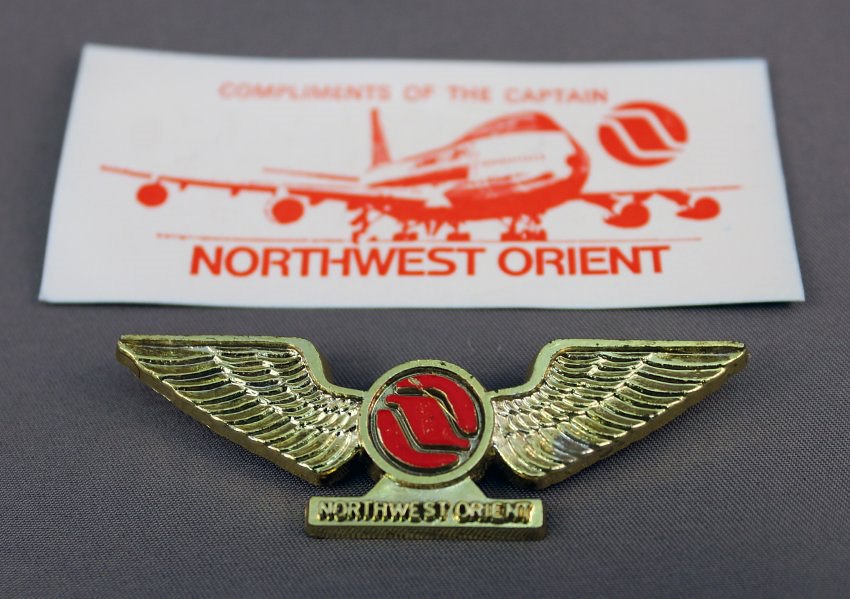 COMPLIMENTS OF THE CAPTAIN
NORTHWEST ORIENT
NORTHWEST ORIENT